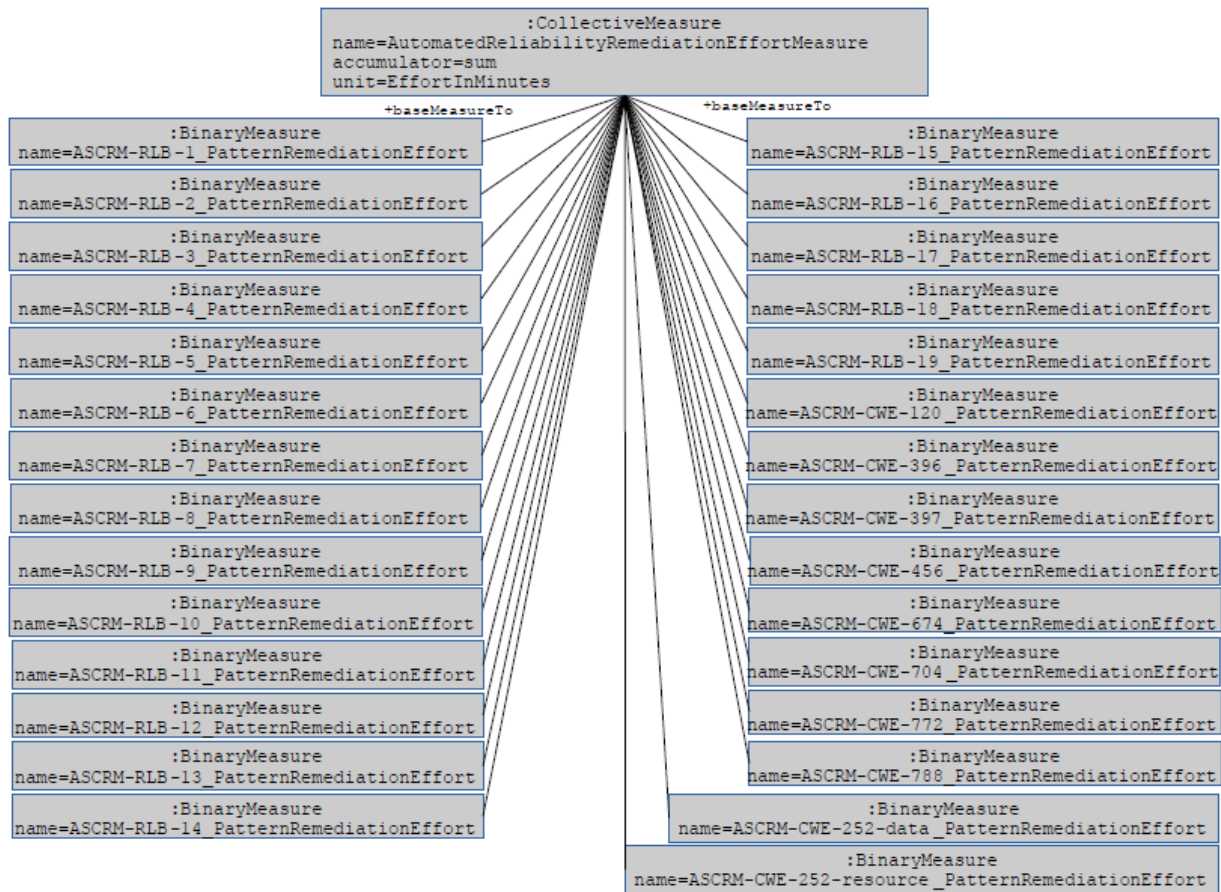 :CollectiveMeasure
name=AutomatedReliabilityRemediationEffortMeasure
accumulator=sum
unit=EffortInMinutes
+baseMeasureTo
+baseMeasureTo
:BinaryMeasure
name=ASCRM-RLB-1_PatternRemediationEffort
:BinaryMeasure
name=ASCRM-RLB-2_PatternRemediationEffort
:BinaryMeasure
name=ASCRM-RLB-3_PatternRemediationEffort
:BinaryMeasure
name=ASCRM-RLB-4_PatternRemediationEffort
:BinaryMeasure
name=ASCRM-RLB-5_PatternRemediationEffort
:BinaryMeasure
name=ASCRM-RLB-6_PatternRemediationEffort
:BinaryMeasure
name=ASCRM-RLB-7_PatternRemediationEffort
:BinaryMeasure
name=ASCRM-RLB-8_PatternRemediationEffort
:BinaryMeasure
name=ASCRM-RLB-9_PatternRemediationEffort
:BinaryMeasure
name=ASCRM-RLB-10_PatternRemediationEffort
:BinaryMeasure
name=ASCRM-RLB-11_PatternRemediationEffort
:BinaryMeasure
name=ASCRM-RLB-12_PatternRemediationEffort
:BinaryMeasure
name=ASCRM-RLB-13_PatternRemediationEffort
:BinaryMeasure
name=ASCRM-RLB-14_PatternRemediationEffort
:BinaryMeasure
name=ASCRM-RLB-15_PatternRemediationEffort
:BinaryMeasure
name=ASCRM-RLB-16_PatternRemediationEffort
:BinaryMeasure
name=ASCRM-RLB-17_PatternRemediationEffort
:BinaryMeasure
name=ASCRM-RLB-18_PatternRemediationEffort
:BinaryMeasure
name=ASCRM-RLB-19_PatternRemediationEffort
:BinaryMeasure
name=ASCRM-CWE-120_PatternRemediationEffort
:BinaryMeasure
name=ASCRM-CWE-396_PatternRemediationEffort
:BinaryMeasure
name=ASCRM-CWE-397_PatternRemediationEffort
:BinaryMeasure
name=ASCRM-CWE-456_PatternRemediationEffort
:BinaryMeasure
name=ASCRM-CWE-674_PatternRemediationEffort
:BinaryMeasure
name=ASCRM-CWE-704_PatternRemediationEffort
:BinaryMeasure
name=ASCRM-CWE-772_PatternRemediationEffort
:BinaryMeasure
name=ASCRM-CWE-788_PatternRemediationEffort
:BinaryMeasure
name=ASCRM-CWE-252-data_PatternRemediationEffort
:BinaryMeasure
name=ASCRM-CWE-252-resource_PatternRemediationEffort